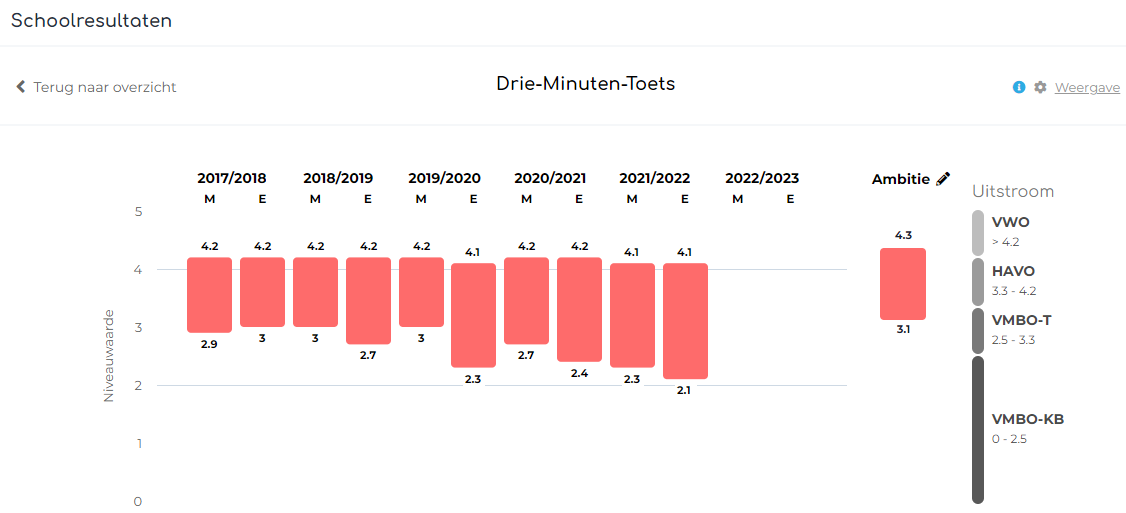 Schoolresultaten
Terug naar overzicht
Drie-Minuten-Toets
Weergave
2017/2018 2018/2019 2019/2020 2020/2021 2021/2022 2022/2023
M E M E M E M E M E M E
Ambitie
Uitstroom
5
4.2 4.2 4.2 4.2 4.2 4.1 4.2 4.2 4.1 4.1
4.3
VWO
> 4.2
4
HAVO
3.3 - 4.2
3
2.9 3 3 2.7 3 2.3 2.7 2.4 2.3 2.1
3.1
VMBO-T
2.5 - 3.3
Niveauwaarde
2
VMBO-KB
0 - 2.5
1
0